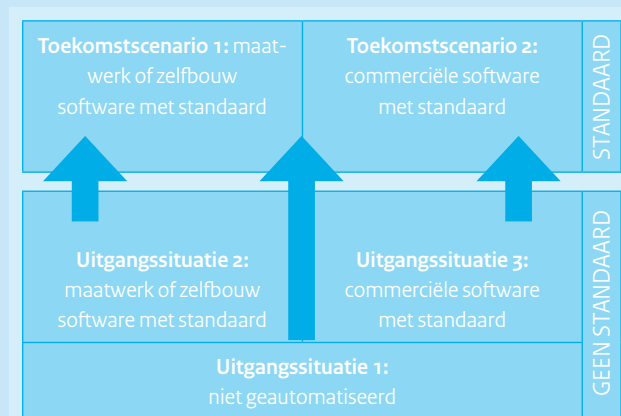 Toekomstscenario 1: maat-
werk of zelfbouw
software met standaard
Toekomstscenario 2:
commerciële software
met standaard
STANDAARD
Uitgangssituatie 2:
maatwerk of zelfbouw
software met standaard
Uitgangssituatie 3:
commerciële software
met standaard
GEEN STANDAARD
Uitgangssituatie 1:
niet geautomatiseerd